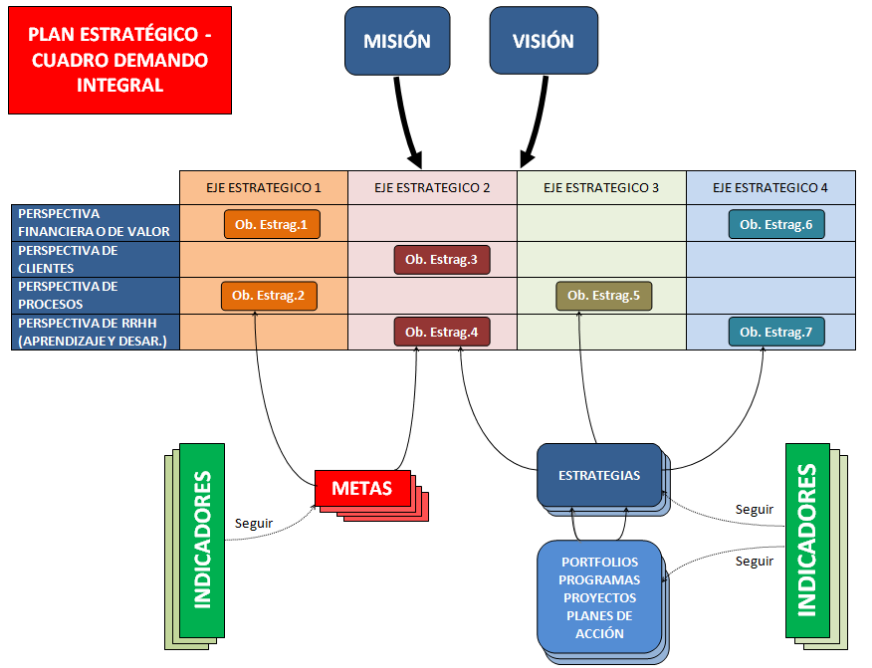 PLAN ESTRATÉGICO -
CUADRO DEMANDO
INTEGRAL
MISIÓN
VISIÓN
EJE ESTRATEGICO 1
EJE ESTRATEGICO 2
EJE ESTRATEGICO 3
EJE ESTRATEGICO 4
PERSPECTIVA
FINANCIERA O DE VALOR
Ob. Estrag.1
Ob. Estrag.6
PERSPECTIVA DE
CLIENTES
Ob. Estrag.3
PERSPECTIVA DE
PROCESOS
Ob. Estrag.2
Ob. Estrag.5
PERSPECTIVA DE RRHH
(APRENDIZAJE Y DESAR.)
Ob. Estrag.4
Ob. Estrag.7
INDICADORES
Seguir
METAS
ESTRATEGIAS
Seguir
Seguir
INDICADORES
PORTFOLIOS
PROGRAMAS
PROYECTOS
PLANES DE
ACCIÓN